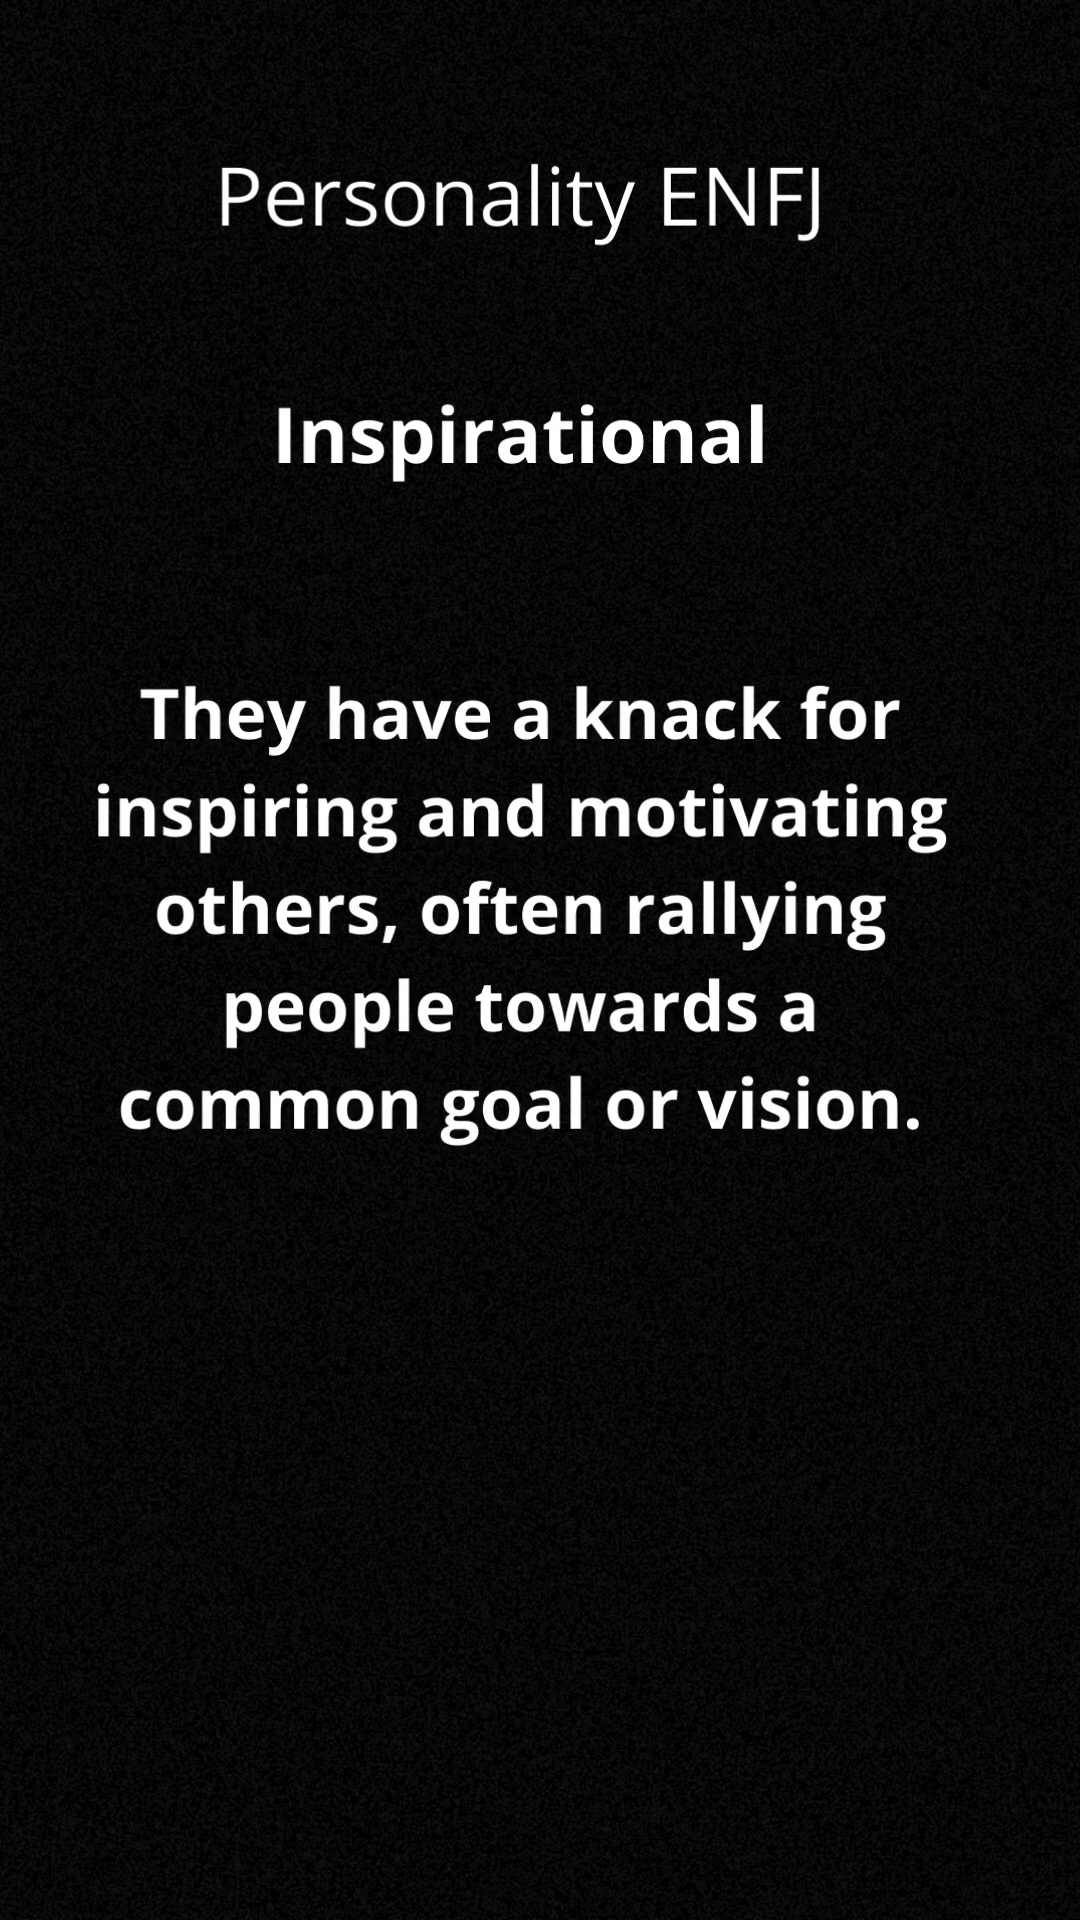 Personality ENFJ
Inspirational
They have a knack for
inspiring and motivating
others, often rallying
people towards a
common goal or vision.